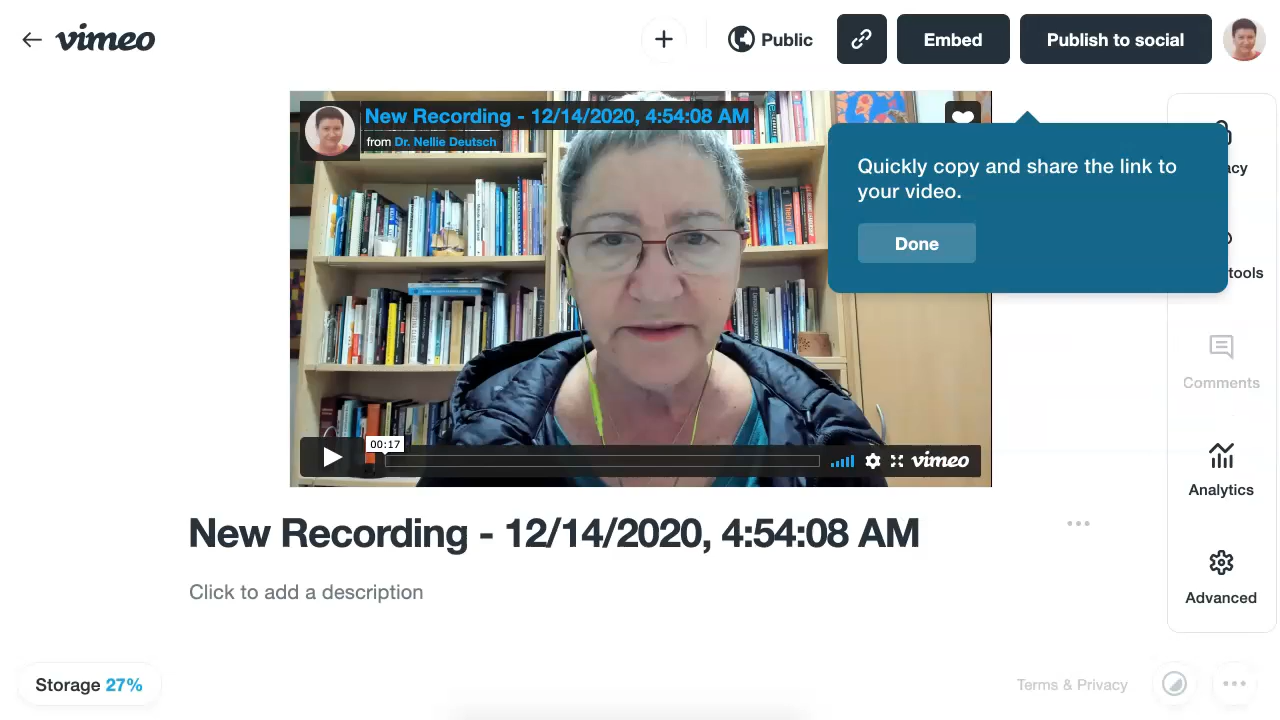 vimeo
Public
Embed
Publish to social
New Recording - 12/14/2020, 4:54:08 AM
from Dr. Nellie Deutsch
Quickly copy and share the link to
your video.
Done
acy
tools
Comments
00:17
vimeo
Analytics
New Recording - 12/14/2020, 4:54:08 AM
Click to add a description
Advanced
Storage 27%
Terms & Privacy